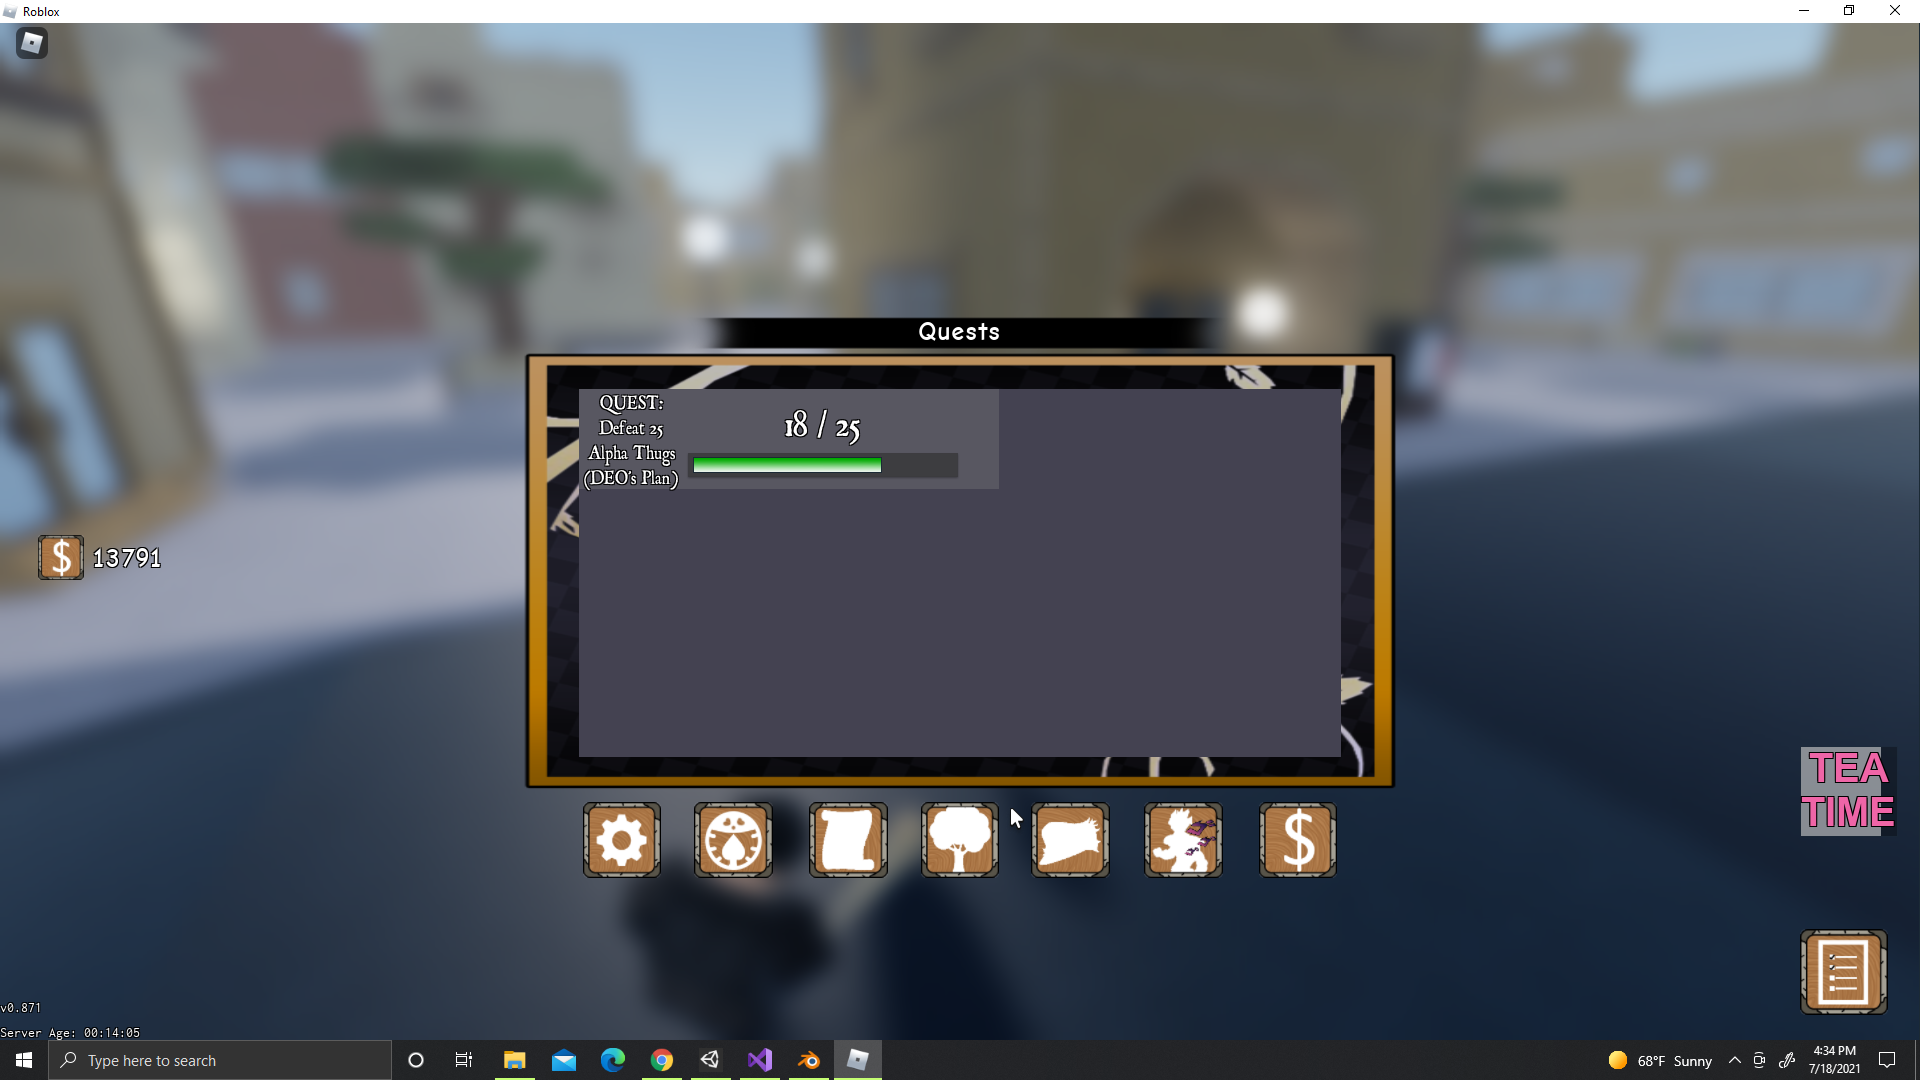 Roblox
Quests
QUEST:
Defeat 25
Alpha Thugs
(DEO's Plan)
18 / 25
$ 13791
$
TEA
TIME
v0.871
Server Age: 00:14:05
Type here to search
68°F Sunny
4:34 PM
7/18/2021